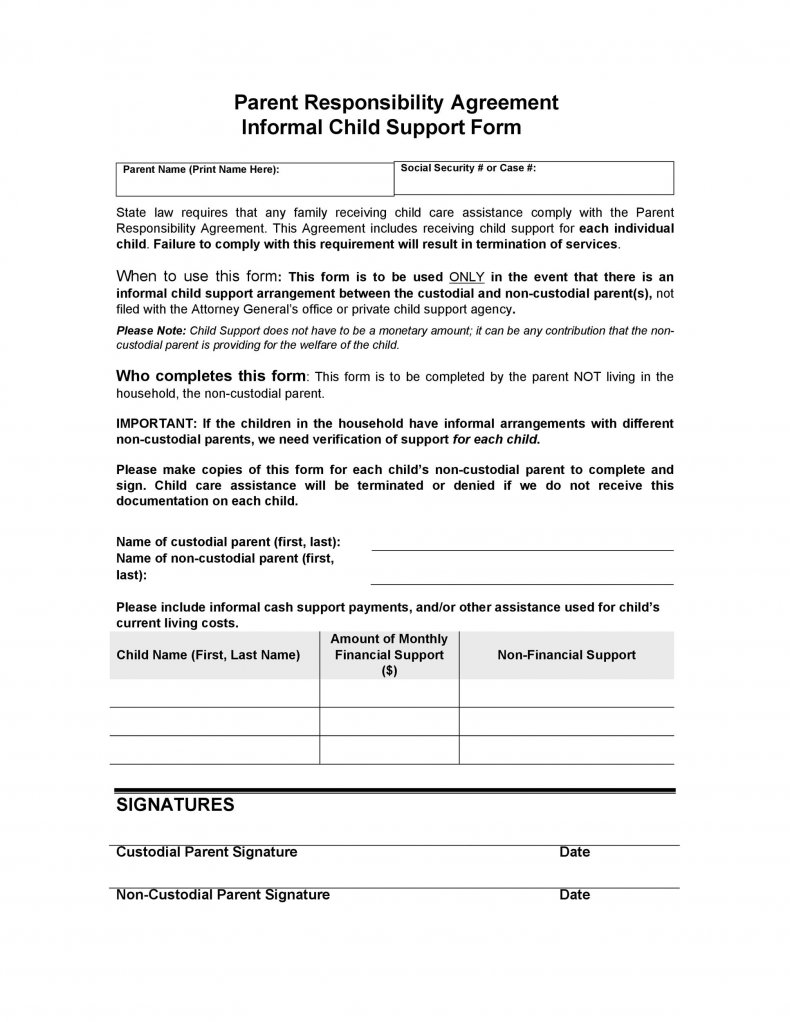 Parent Responsibility Agreement
Informal Child Support Form
Parent Name (Print Name Here):
Social Security # or Case #:
State law requires that any family receiving child care assistance comply with the Parent
Responsibility Agreement. This Agreement includes receiving child support for each individual
child. Failure to comply with this requirement will result in termination of services.
When to use this form: This form is to be used ONLY in the event that there is an
informal child support arrangement between the custodial and non-custodial parent(s), not
filed with the Attorney General's office or private child support agency.
Please Note: Child Support does not have to be a monetary amount; it can be any contribution that the non-
custodial parent is providing for the welfare of the child.
Who completes this form: This form is to be completed by the parent NOT living in the
household, the non-custodial parent.
IMPORTANT: If the children in the household have informal arrangements with different
non-custodial parents, we need verification of support for each child.
Please make copies of this form for each child's non-custodial parent to complete and
sign. Child care assistance will be terminated or denied if we do not receive this
documentation on each child.
Name of custodial parent (first, last):
Name of non-custodial parent (first,
last):
Please include informal cash support payments, and/or other assistance used for child's
current living costs.
Child Name (First, Last Name)
Amount of Monthly
Financial Support
($)
Non-Financial Support
SIGNATURES
Custodial Parent Signature
Date
Non-Custodial Parent Signature
Date